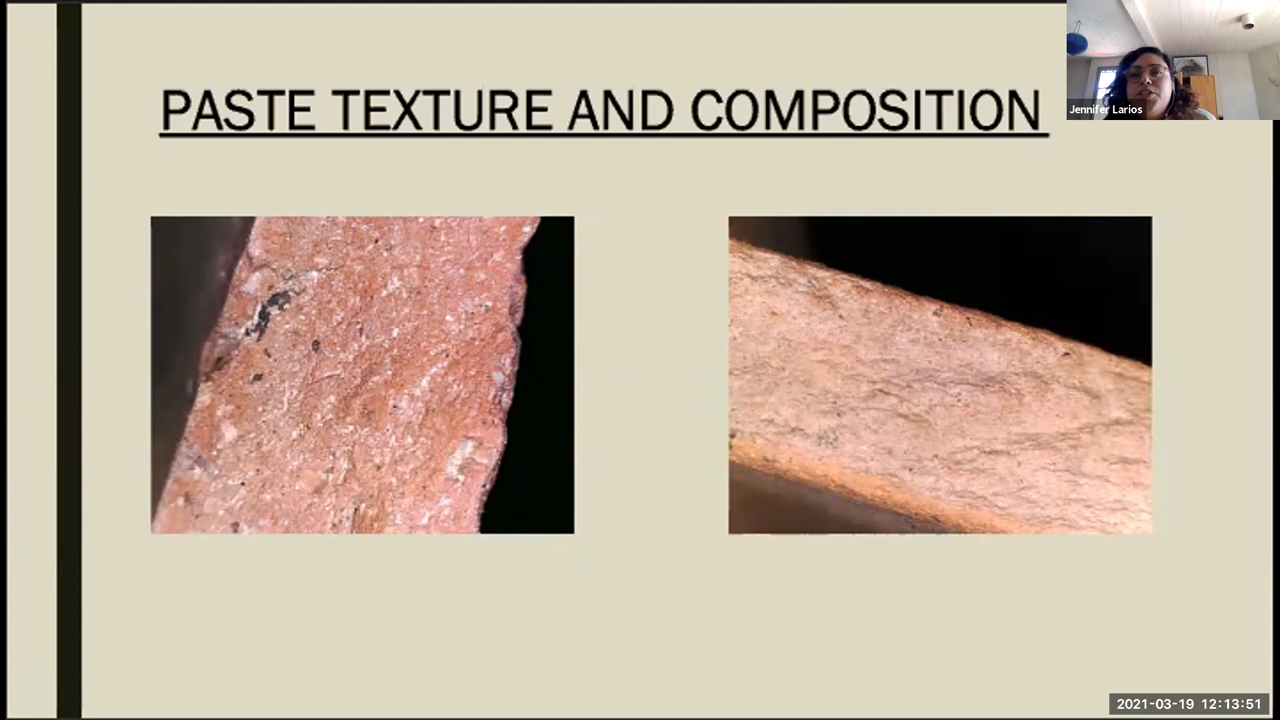 PASTE TEXTURE AND COMPOSITION
Jennifer Larios
2021-03-19 12:13:51